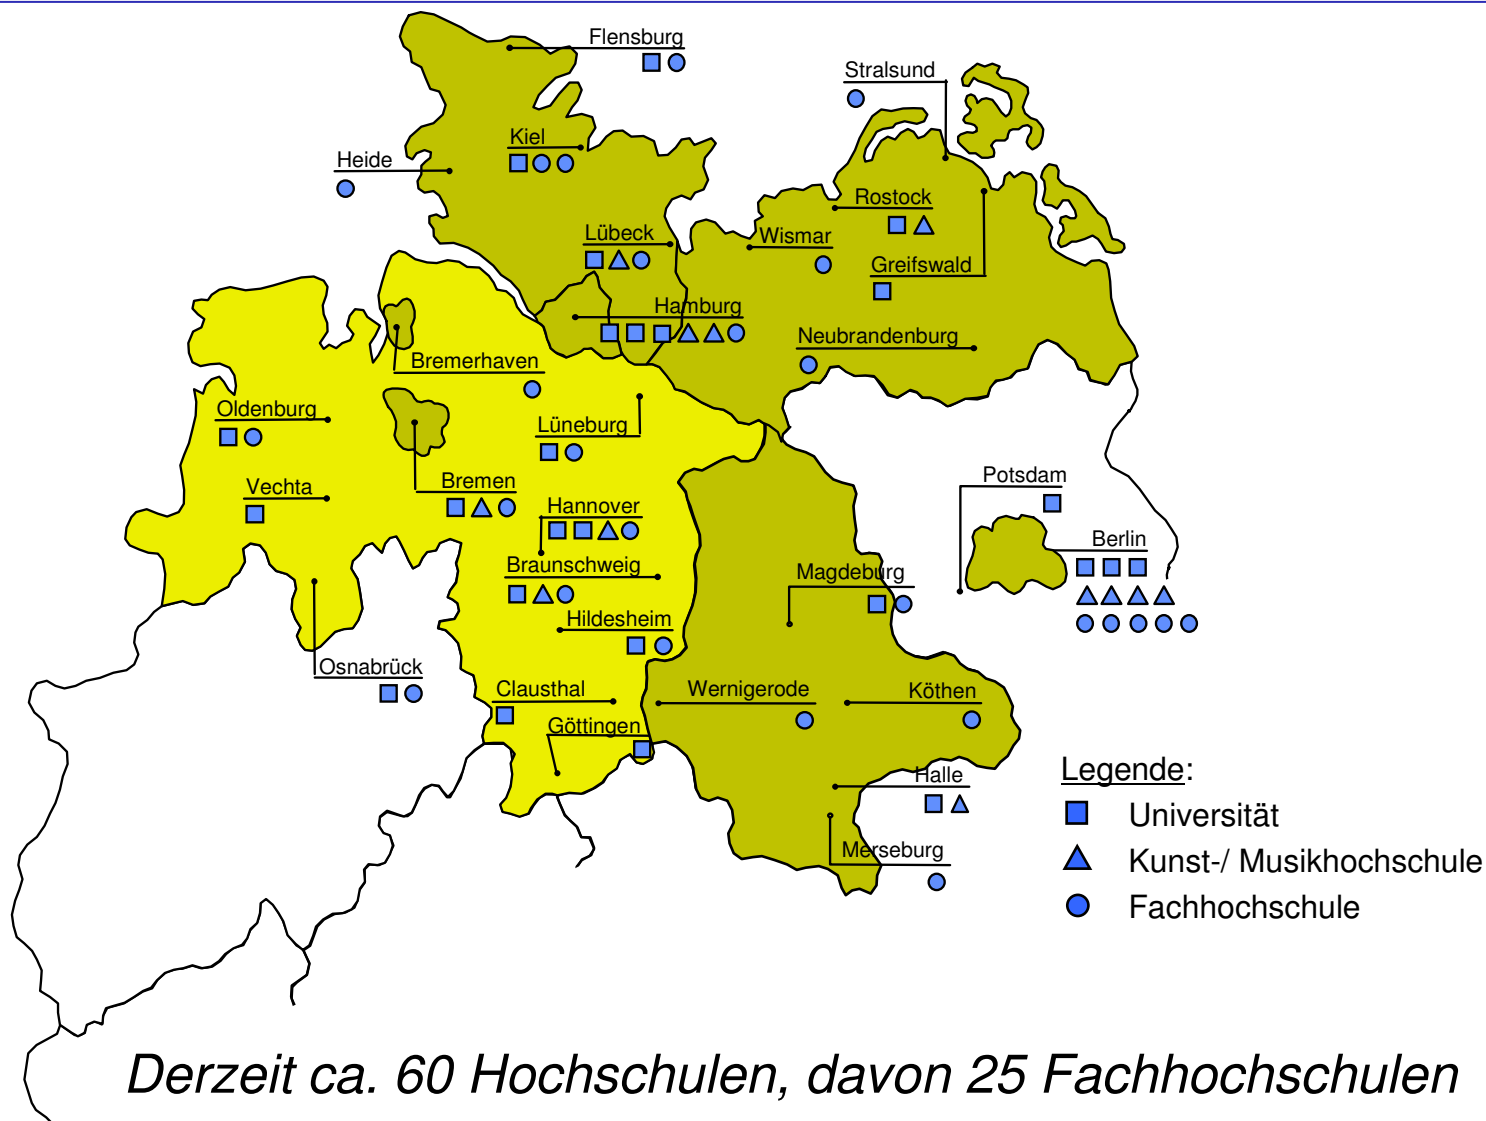 Flensburg
Stralsund
Kiel
Heide
Rostock
Lübeck
Wismar
Greifswald
Hamburg
Neubrandenburg
Bremerhaven
Oldenburg
Lüneburg
Potsdam
Vechta
Bremen
Hannover
Berlin
Braunschweig
Magdeburg
Hildesheim
Osnabrück
Clausthal
Wernigerode
Köthen
Göttingen
Halle
Merseburg
Legende:
Universität
Kunst-/ Musikhochschule
Fachhochschule
Derzeit ca. 60 Hochschulen, davon 25 Fachhochschulen